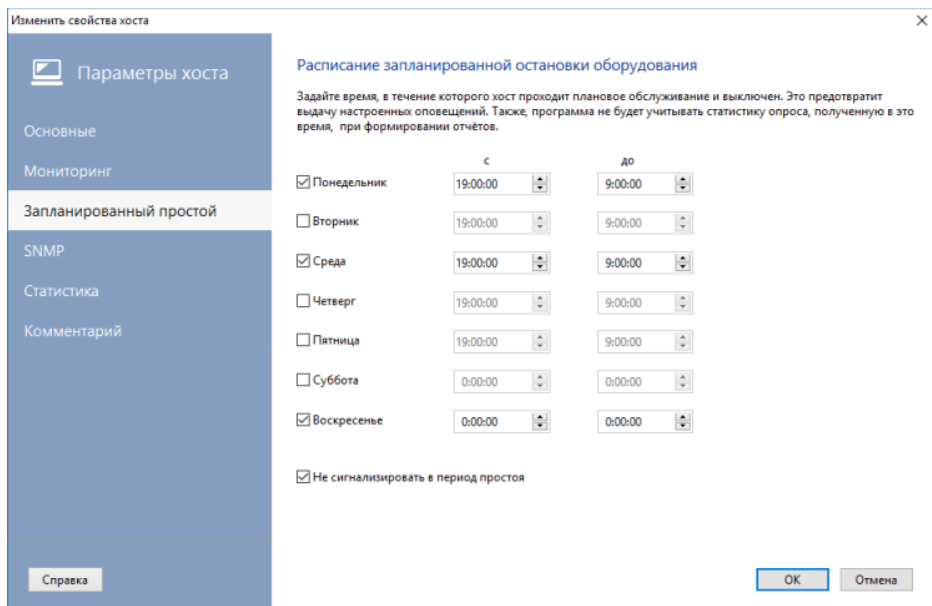 Изменить свойства хоста
Параметры хоста
Основные
Мониторинг
Запланированный простой
SNMP
Статистика
Комментарий
Справка
Расписание запланированной остановки оборудования
Задайте время, в течение которого хост проходит плановое обслуживание и выключен. Это предотвратит
выдачу настроенных оповещений. Также, программа не будет учитывать статистику опроса, полученную в это
время, при формировании отчётов.
с до
Понедельник 19:00:00 9:00:00
Вторник 19:00:00 9:00:00
Среда 19:00:00 9:00:00
Четверг 19:00:00 9:00:00
Пятница 19:00:00 9:00:00
Суббота 0:00:00 0:00:00
Воскресенье 0:00:00 0:00:00
Не сигнализировать в период простоя
ОК Отмена